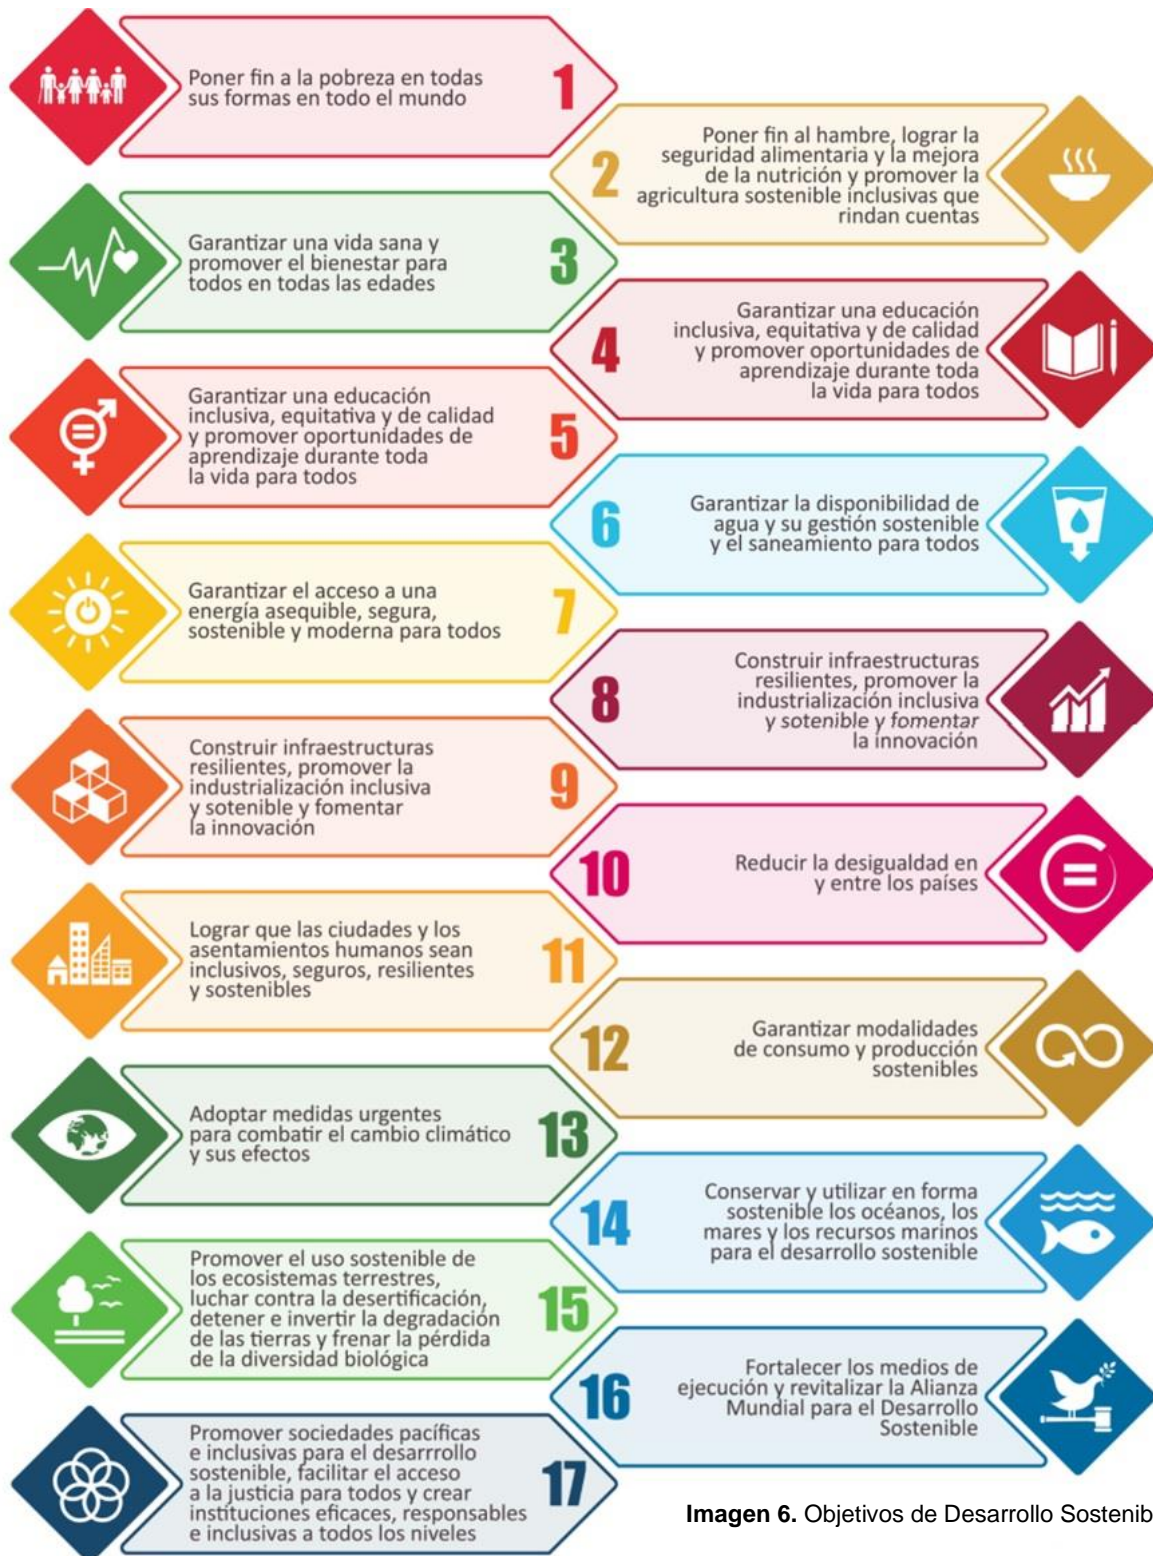 Poner fin a la pobreza en todas
sus formas en todo el mundo
1
Poner fin al hambre, lograr la
seguridad alimentaria y la mejora
de la nutrición y promover la
agricultura sostenible inclusivas que
rindan cuentas
2
Garantizar una vida sana y
promover el bienestar para
todos en todas las edades
3
Garantizar una educación
inclusiva, equitativa y de calidad
y promover oportunidades de
aprendizaje durante toda
la vida para todos
4
Garantizar una educación
inclusiva, equitativa y de calidad
y promover oportunidades de
aprendizaje durante toda
la vida para todos
5
Garantizar la disponibilidad de
agua y su gestión sostenible
y el saneamiento para todos
6
Garantizar el acceso a una
energía asequible, segura,
sostenible y moderna para todos
7
Construir infraestructuras
resilientes, promover la
industrialización inclusiva
y sotenible y fomentar
la innovación
8
Construir infraestructuras
resilientes, promover la
industrialización inclusiva
y sotenible y fomentar
la innovación
9
Reducir la desigualdad en
y entre los países
10
Lograr que las ciudades y los
asentamientos humanos sean
inclusivos, seguros, resilientes
y sostenibles
11
Garantizar modalidades
de consumo y producción
sostenibles
12
Adoptar medidas urgentes
para combatir el cambio climático
y sus efectos
13
Conservar y utilizar en forma
sostenible los océanos, los
mares y los recursos marinos
para el desarrollo sostenible
14
Promover el uso sostenible de
los ecosistemas terrestres,
luchar contra la desertificación,
detener e invertir la degradación
de las tierras y frenar la pérdida
de la diversidad biológica
15
Fortalecer los medios de
ejecución y revitalizar la Alianza
Mundial para el Desarrollo
Sostenible
16
Promover sociedades pacíficas
e inclusivas para el desarrrollo
sostenible, facilitar el acceso
a la justicia para todos y crear
instituciones eficaces, responsables
e inclusivas a todos los niveles
17
Imagen 6. Objetivos de Desarrollo Sostenib